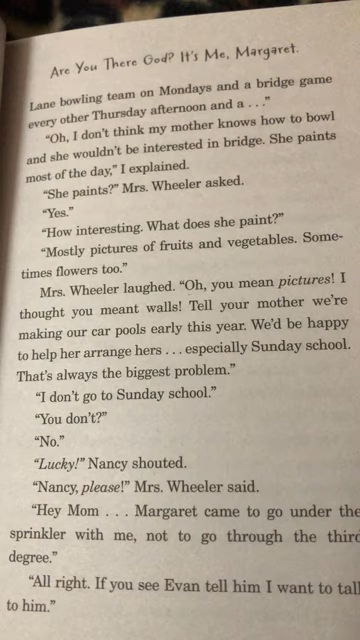 Are You There God? It's Me, Margaret.
Lane bowling team on Mondays and a bridge game
every other Thursday afternoon and a . . ."
"Oh, I don't think my mother knows how to bowl
and she wouldn't be interested in bridge. She paints
most of the day," I explained.
"She paints?" Mrs. Wheeler asked.
"Yes."
"How interesting. What does she paint?"
"Mostly pictures of fruits and vegetables. Some-
times flowers too."
Mrs. Wheeler laughed. "Oh, you mean pictures! I
thought you meant walls! Tell your mother we're
making our car pools early this year. We'd be happy
to help her arrange hers . . . especially Sunday school.
That's always the biggest problem."
"I don't go to Sunday school."
"You don't?"
"No."
"Lucky!" Nancy shouted.
"Nancy, please!" Mrs. Wheeler said.
"Hey Mom . . . Margaret came to go under the
sprinkler with me, not to go through the third
degree."
"All right. If you see Evan tell him I want to tal
to him."